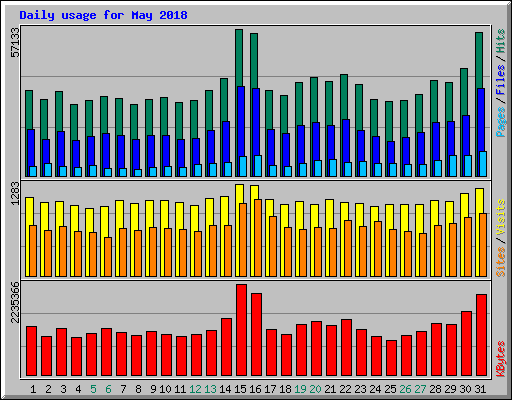 Daily usage for May 2018
57133
Pages / Files / Hits
1283
Sites / Visits
2235366
KBytes
1 2 3 4 5 6 7 8 9 10 11 12 13 14 15 16 17 18 19 20 21 22 23 24 25 26 27 28 29 30 31